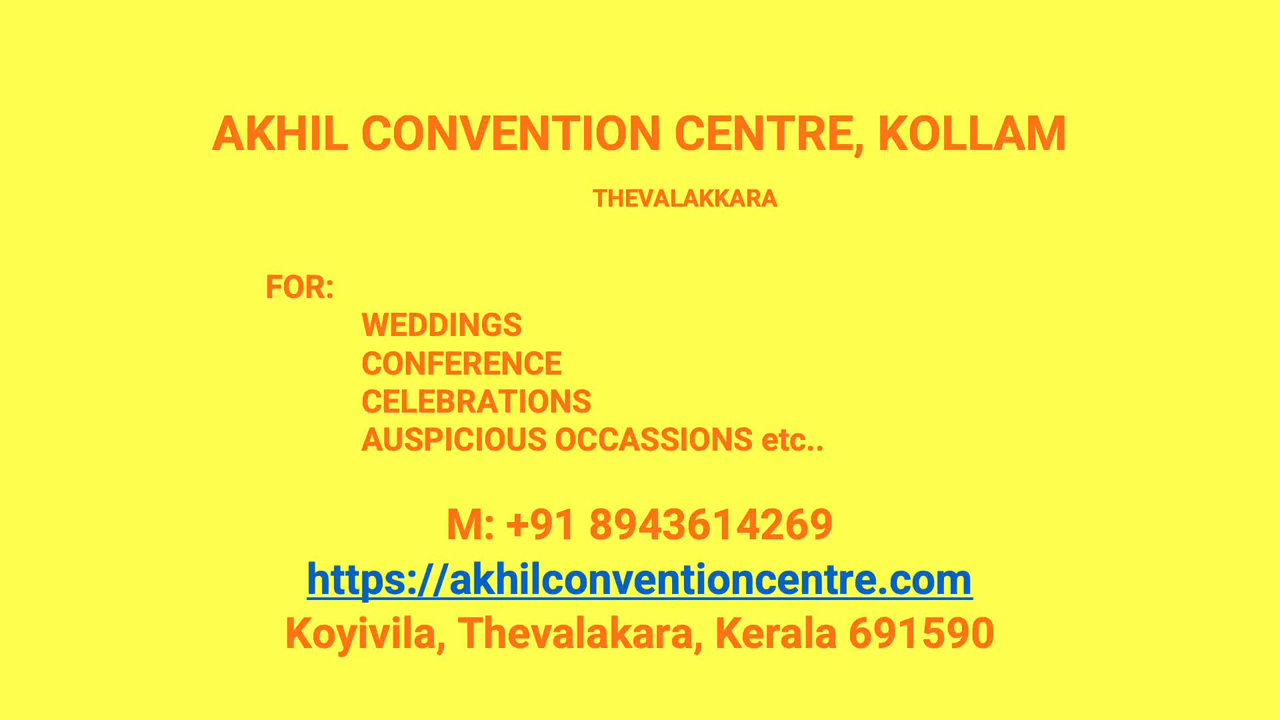 AKHIL CONVENTION CENTRE, KOLLAM
THEVALAKKARA
FOR:
WEDDINGS
CONFERENCE
CELEBRATIONS
AUSPICIOUS OCCASSIONS etc..
M: +91 8943614269
https://akhilconventioncentre.com
Koyivila, Thevalakara, Kerala 691590